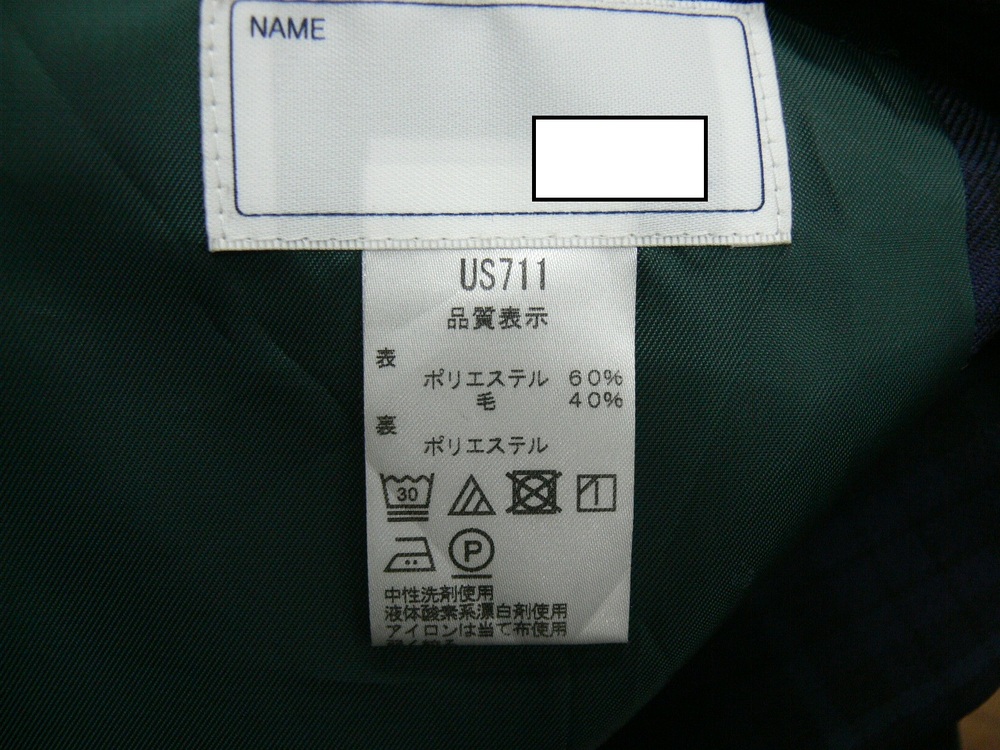 NAME
US711
品質表示
表
ポリエステル 60%
毛 40%
裏
ポリエステル
30
P
中性洗剤使用
液体酸素系漂白剤使用
アイロンは当て布使用